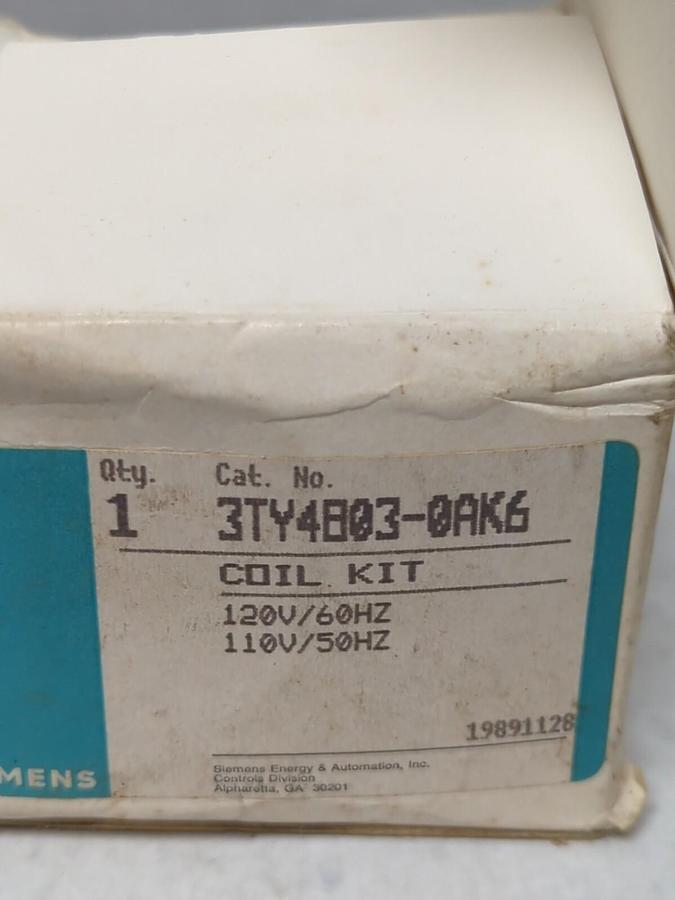 Qty. Cat. No.
1 3TY4803-0AK6
COIL KIT
120V/60HZ
110V/50HZ
19891128
MENS
Siemens Energy & Automation, Inc.
Controls Division
Alpharetta, GA 30201